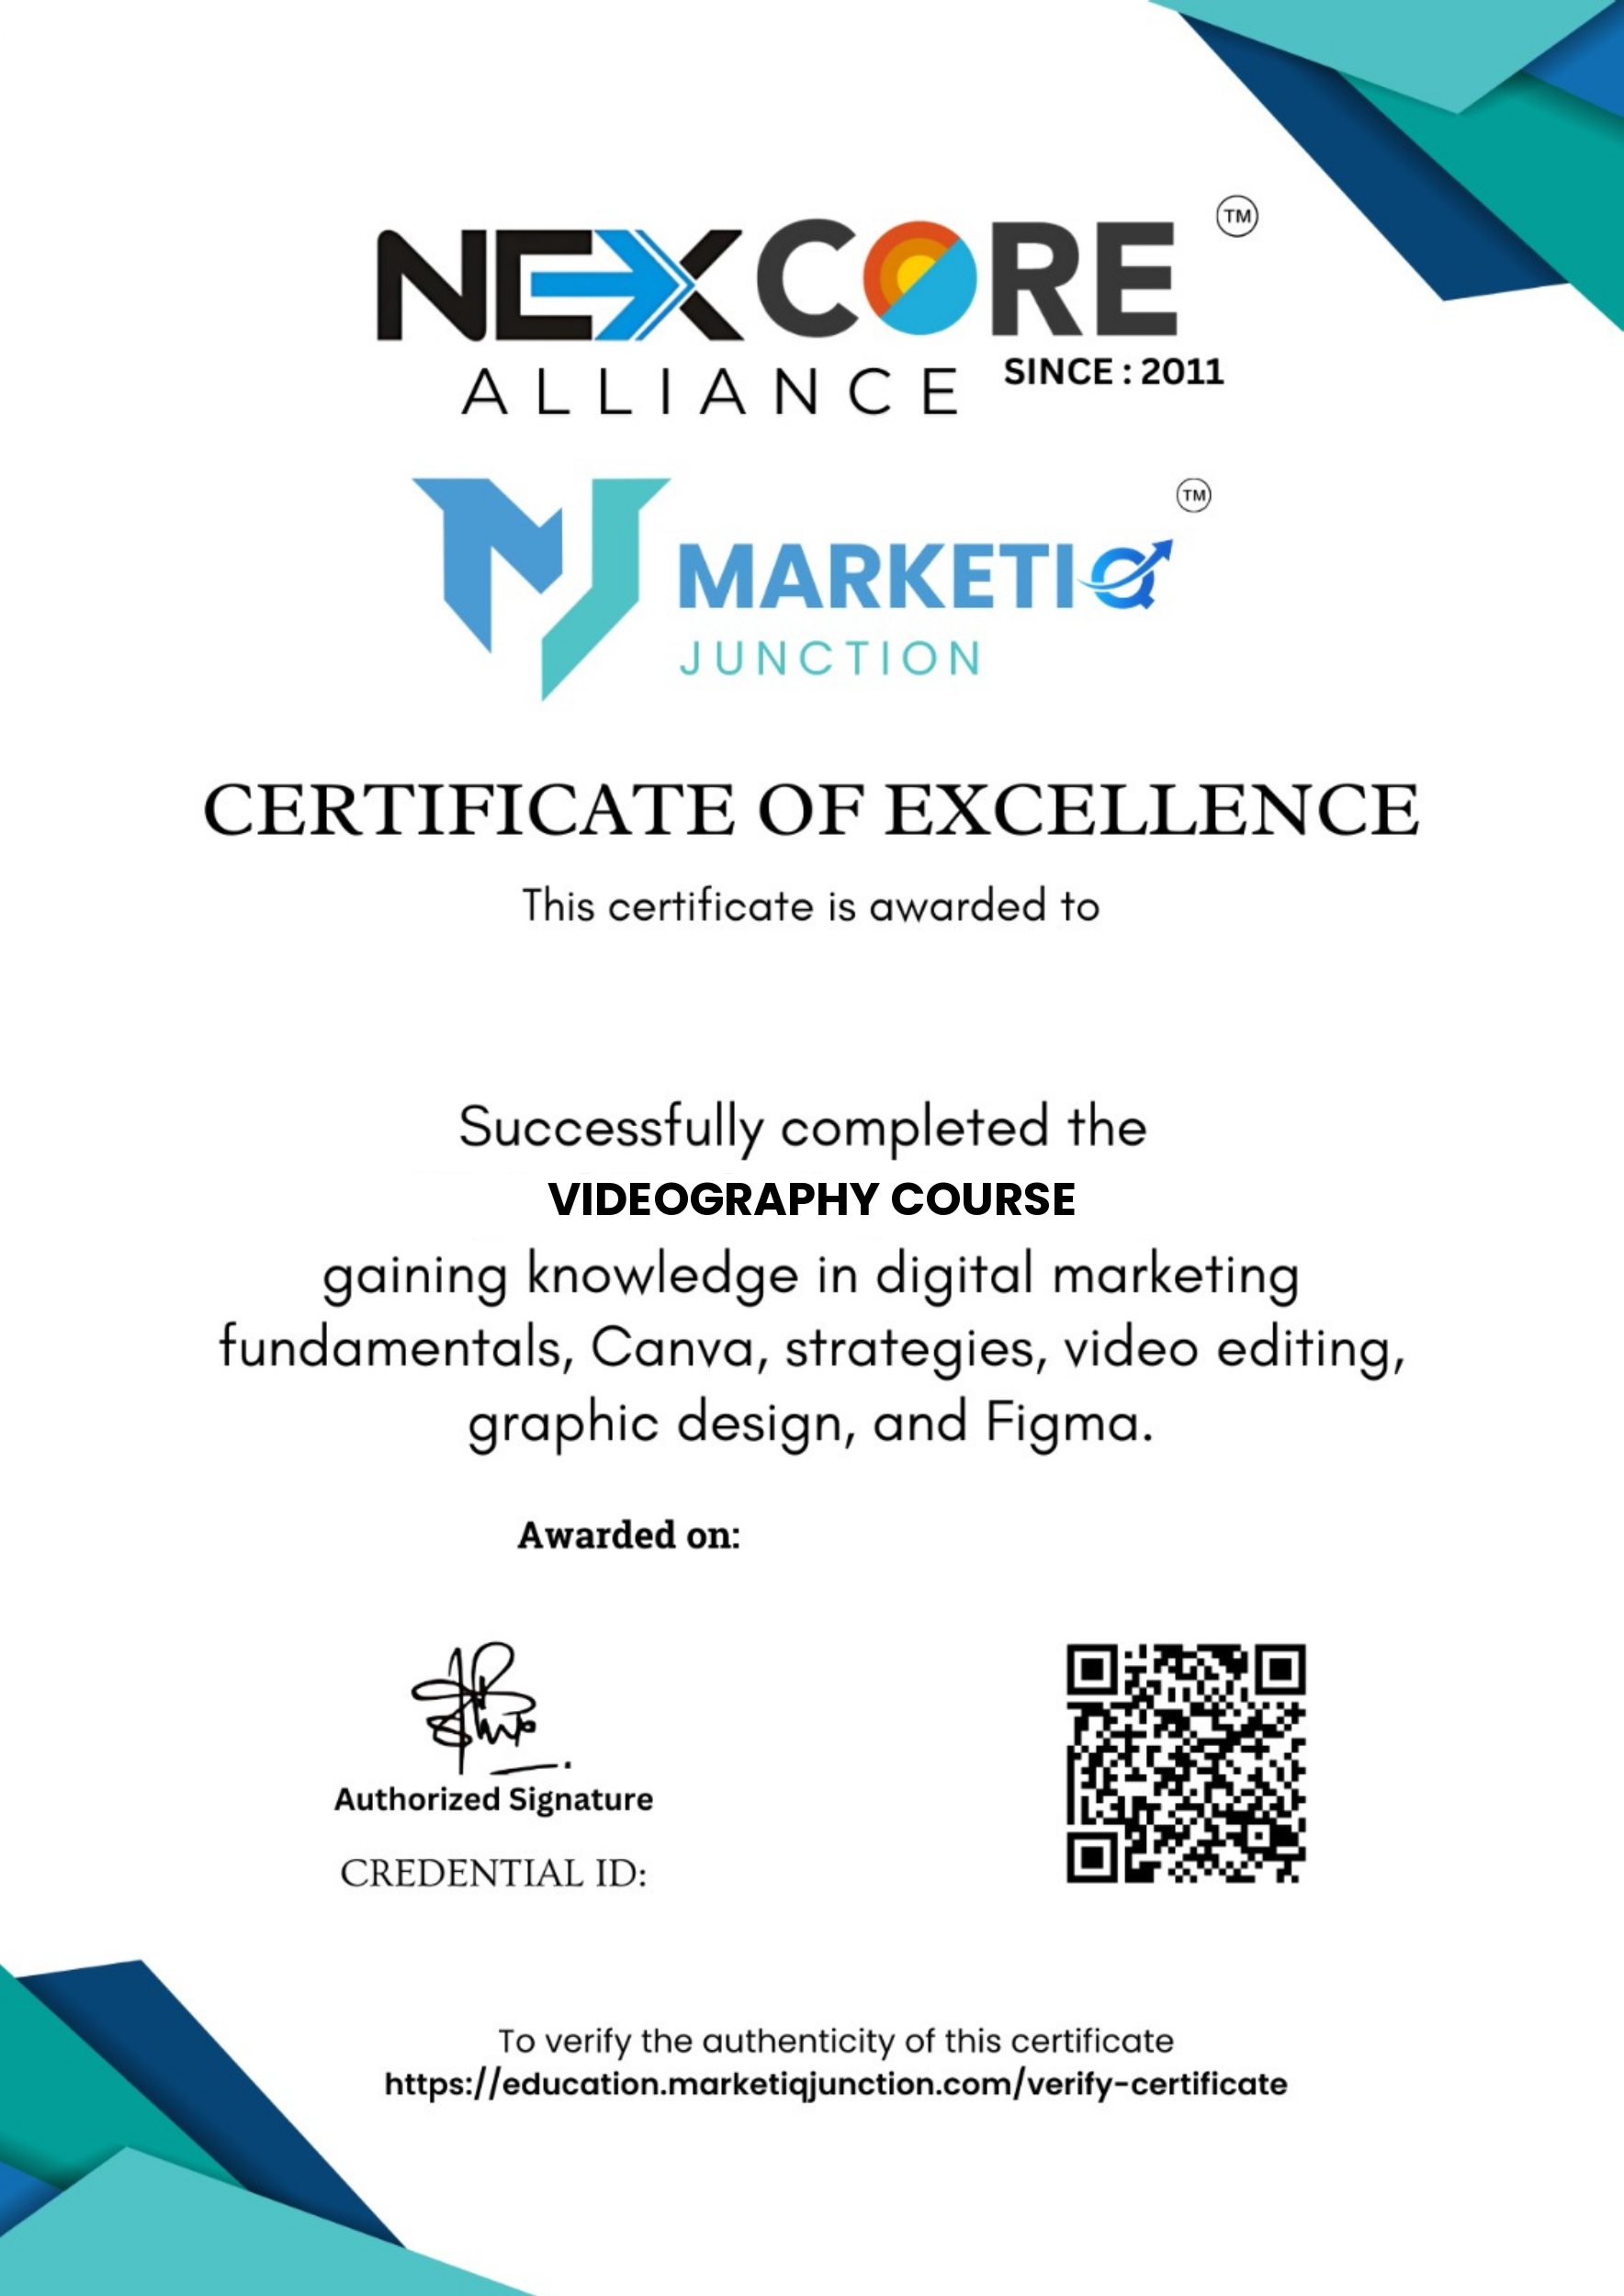 NEXCORE
TM
ALLIANCE
SINCE : 2011
TM
MARKETIQ
JUNCTION
CERTIFICATE OF EXCELLENCE
This certificate is awarded to
Successfully completed the
VIDEOGRAPHY COURSE
gaining knowledge in digital marketing
fundamentals, Canva, strategies, video editing,
graphic design, and Figma.
Awarded on:
Authorized Signature
CREDENTIAL ID:
To verify the authenticity of this certificate
https://education.marketiqjunction.com/verify-certificate